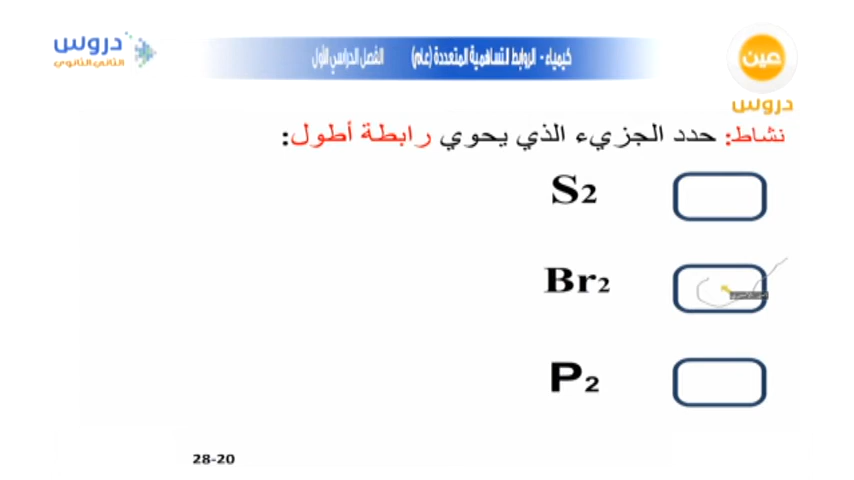 دروس
الثاني الثانوي
كيمياء - الروابط التساهمية المتعددة (عام) الفصل الدراسي الأول
عين
دروس
نشاط: حدد الجزيء الذي يحوي رابطة أطول:
S2
Br2
P2
28-20